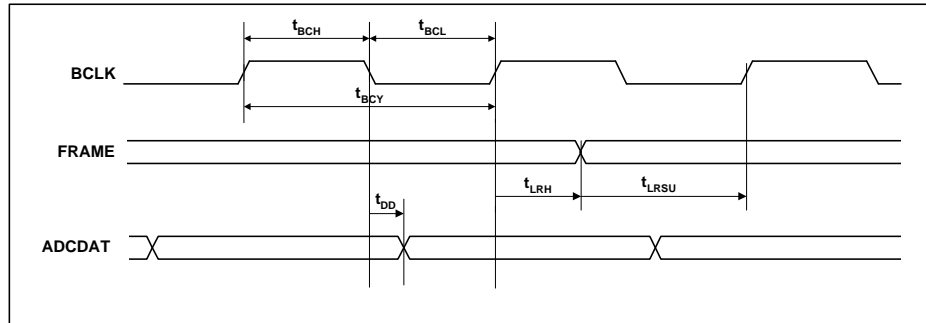 tBCH
tBCL
BCLK
tBCY
FRAME
tLRH
tLRSU
tDD
ADCDAT